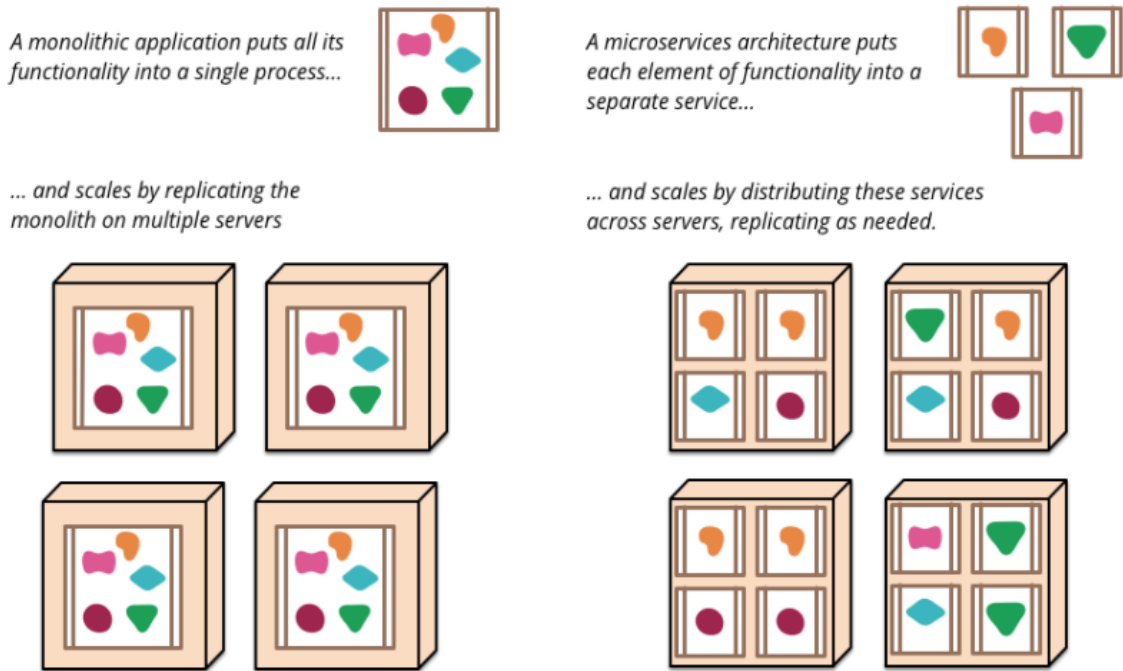 A monolithic application puts all its
functionality into a single process...
... and scales by replicating the
monolith on multiple servers
A microservices architecture puts
each element of functionality into a
separate service...
... and scales by distributing these services
across servers, replicating as needed.